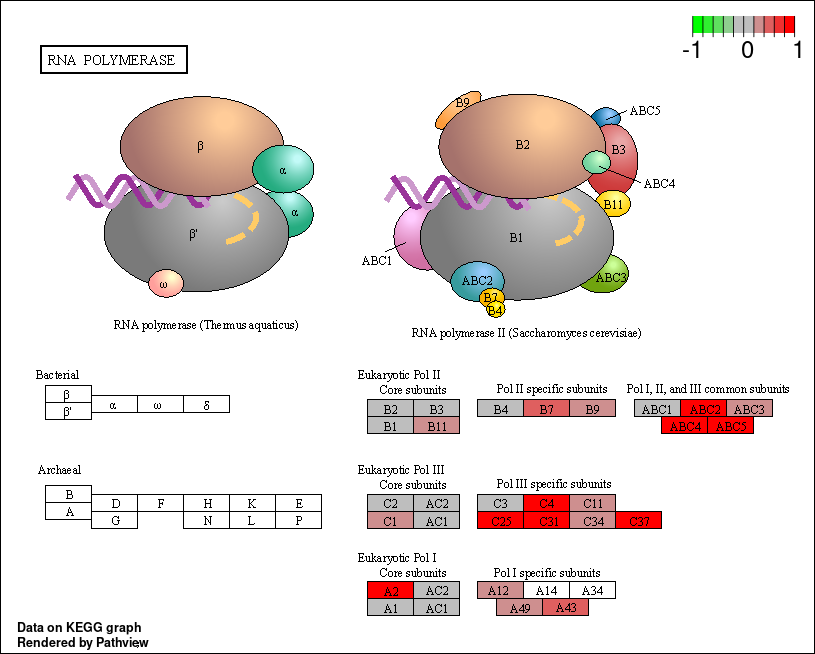 -1 0 1
RNA POLYMERASE
B9
ABC5
β
B2
B3
α
ABC4
α
B11
β'
B1
ABC1
ω
ABC2
ABC3
B7
B4
RNA polymerase (Thermus aquaticus)
RNA polymerase II (Saccharomyces cerevisiae)
Bacterial
β
β'
α ω δ
Eukaryotic Pol II
Core subunits
B2 B3
B1 B11
Pol II specific subunits
B4 B7 B9
Pol I, II, and III common subunits
ABC1 ABC2 ABC3
ABC4 ABC5
Archaeal
B
A
D F H K E
G N L P
Eukaryotic Pol III
Core subunits
C2 AC2
C1 AC1
Pol III specific subunits
C3 C4 C11
C25 C31 C34 C37
Eukaryotic Pol I
Core subunits
A2 AC2
A1 AC1
Pol I specific subunits
A12 A14 A34
A49 A43
Data on KEGG graph
Rendered by Pathview